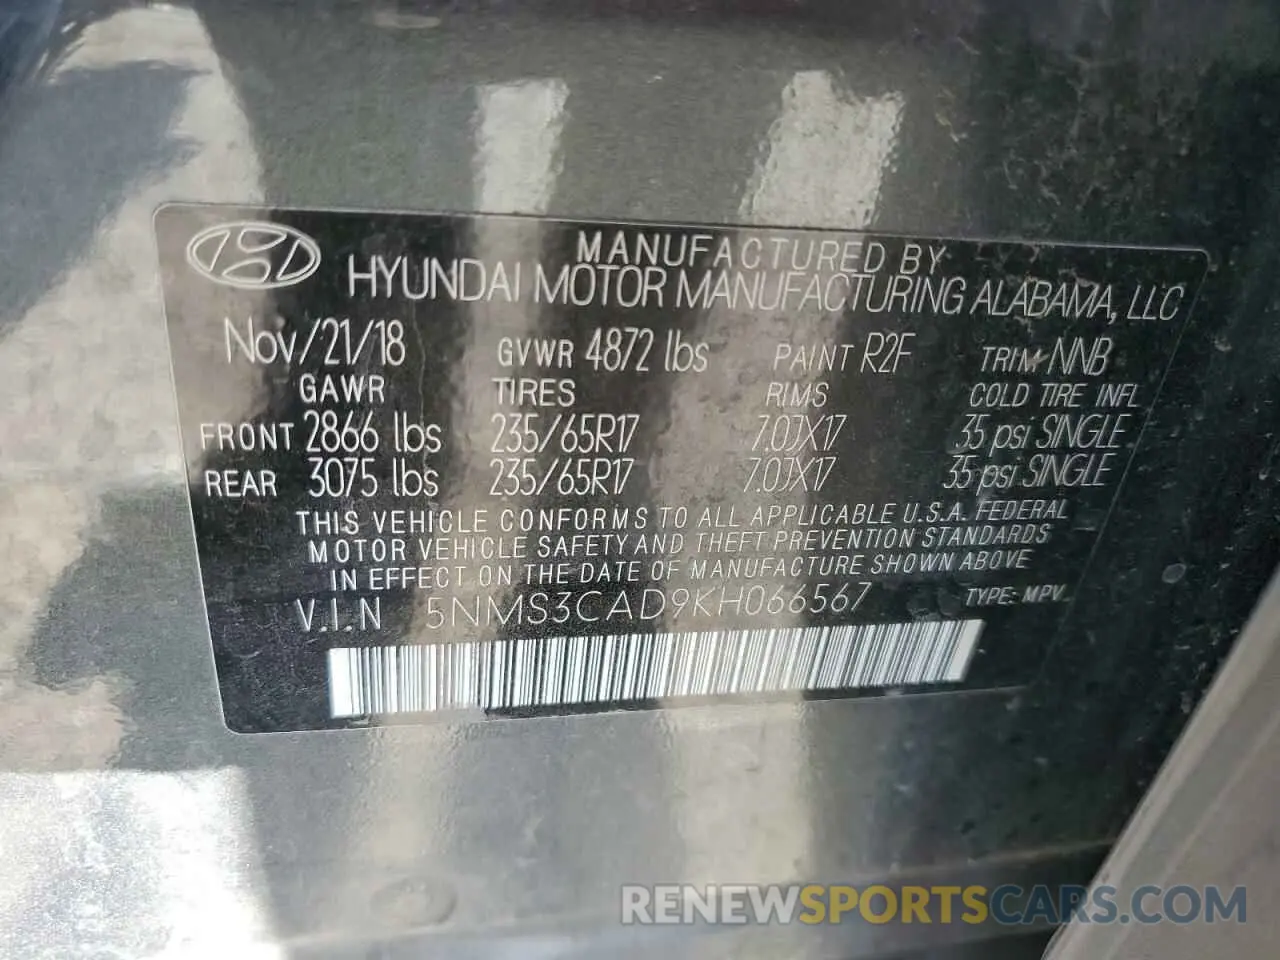 MANUFACTURED BY
HYUNDAI MOTOR MANUFACTURING ALABAMA, LLC
Nov/21/18 GVWR 4872 lbs PAINT R2F TRIM NNB
GAWR TIRES RIMS COLD TIRE INFL
FRONT 2866 lbs 235/65R17 7.0JX17 35 psi SINGLE
REAR 3075 lbs 235/65R17 7.0JX17 35 psi SINGLE
THIS VEHICLE CONFORMS TO ALL APPLICABLE U.S.A. FEDERAL
MOTOR VEHICLE SAFETY AND THEFT PREVENTION STANDARDS
IN EFFECT ON THE DATE OF MANUFACTURE SHOWN ABOVE
V.I.N 5NMS3CAD9KH066567 TYPE: MPV
RENEWSPORTSCARS.COM